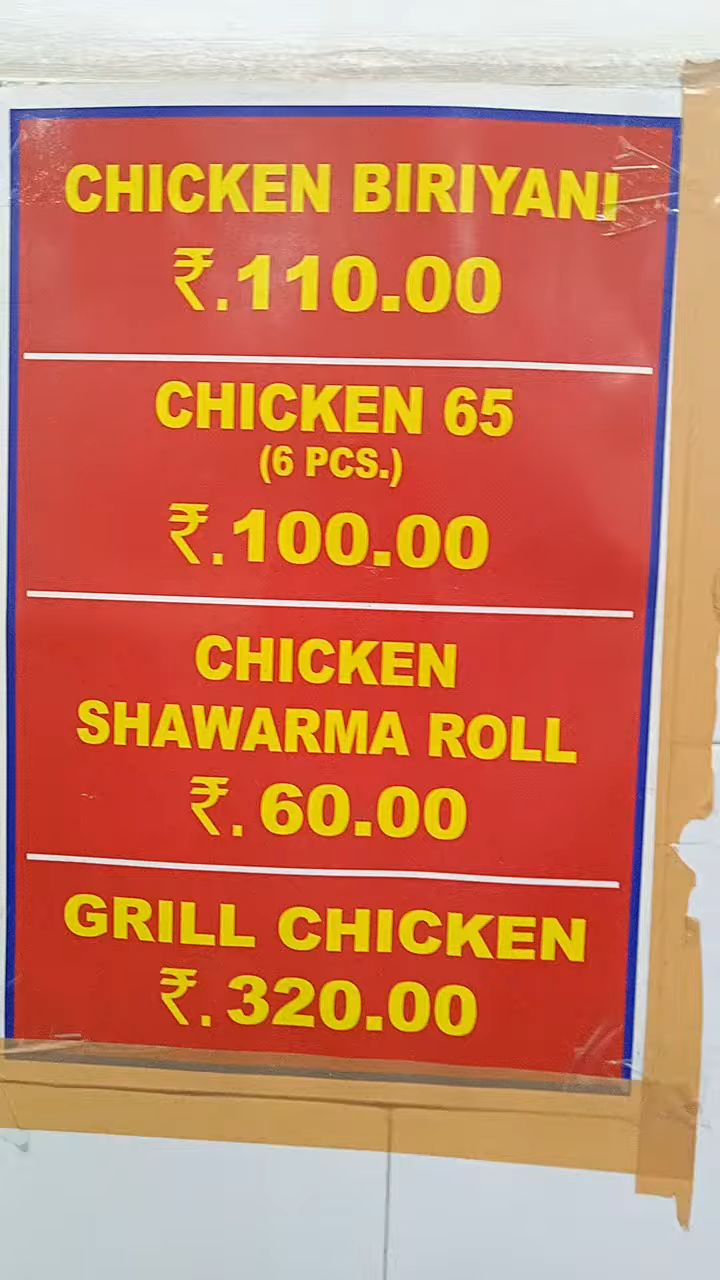 CHICKEN BIRIYANI
₹.110.00
CHICKEN 65
(6 PCS.)
₹.100.00
CHICKEN
SHAWARMA ROLL
₹. 60.00
GRILL CHICKEN
₹. 320.00